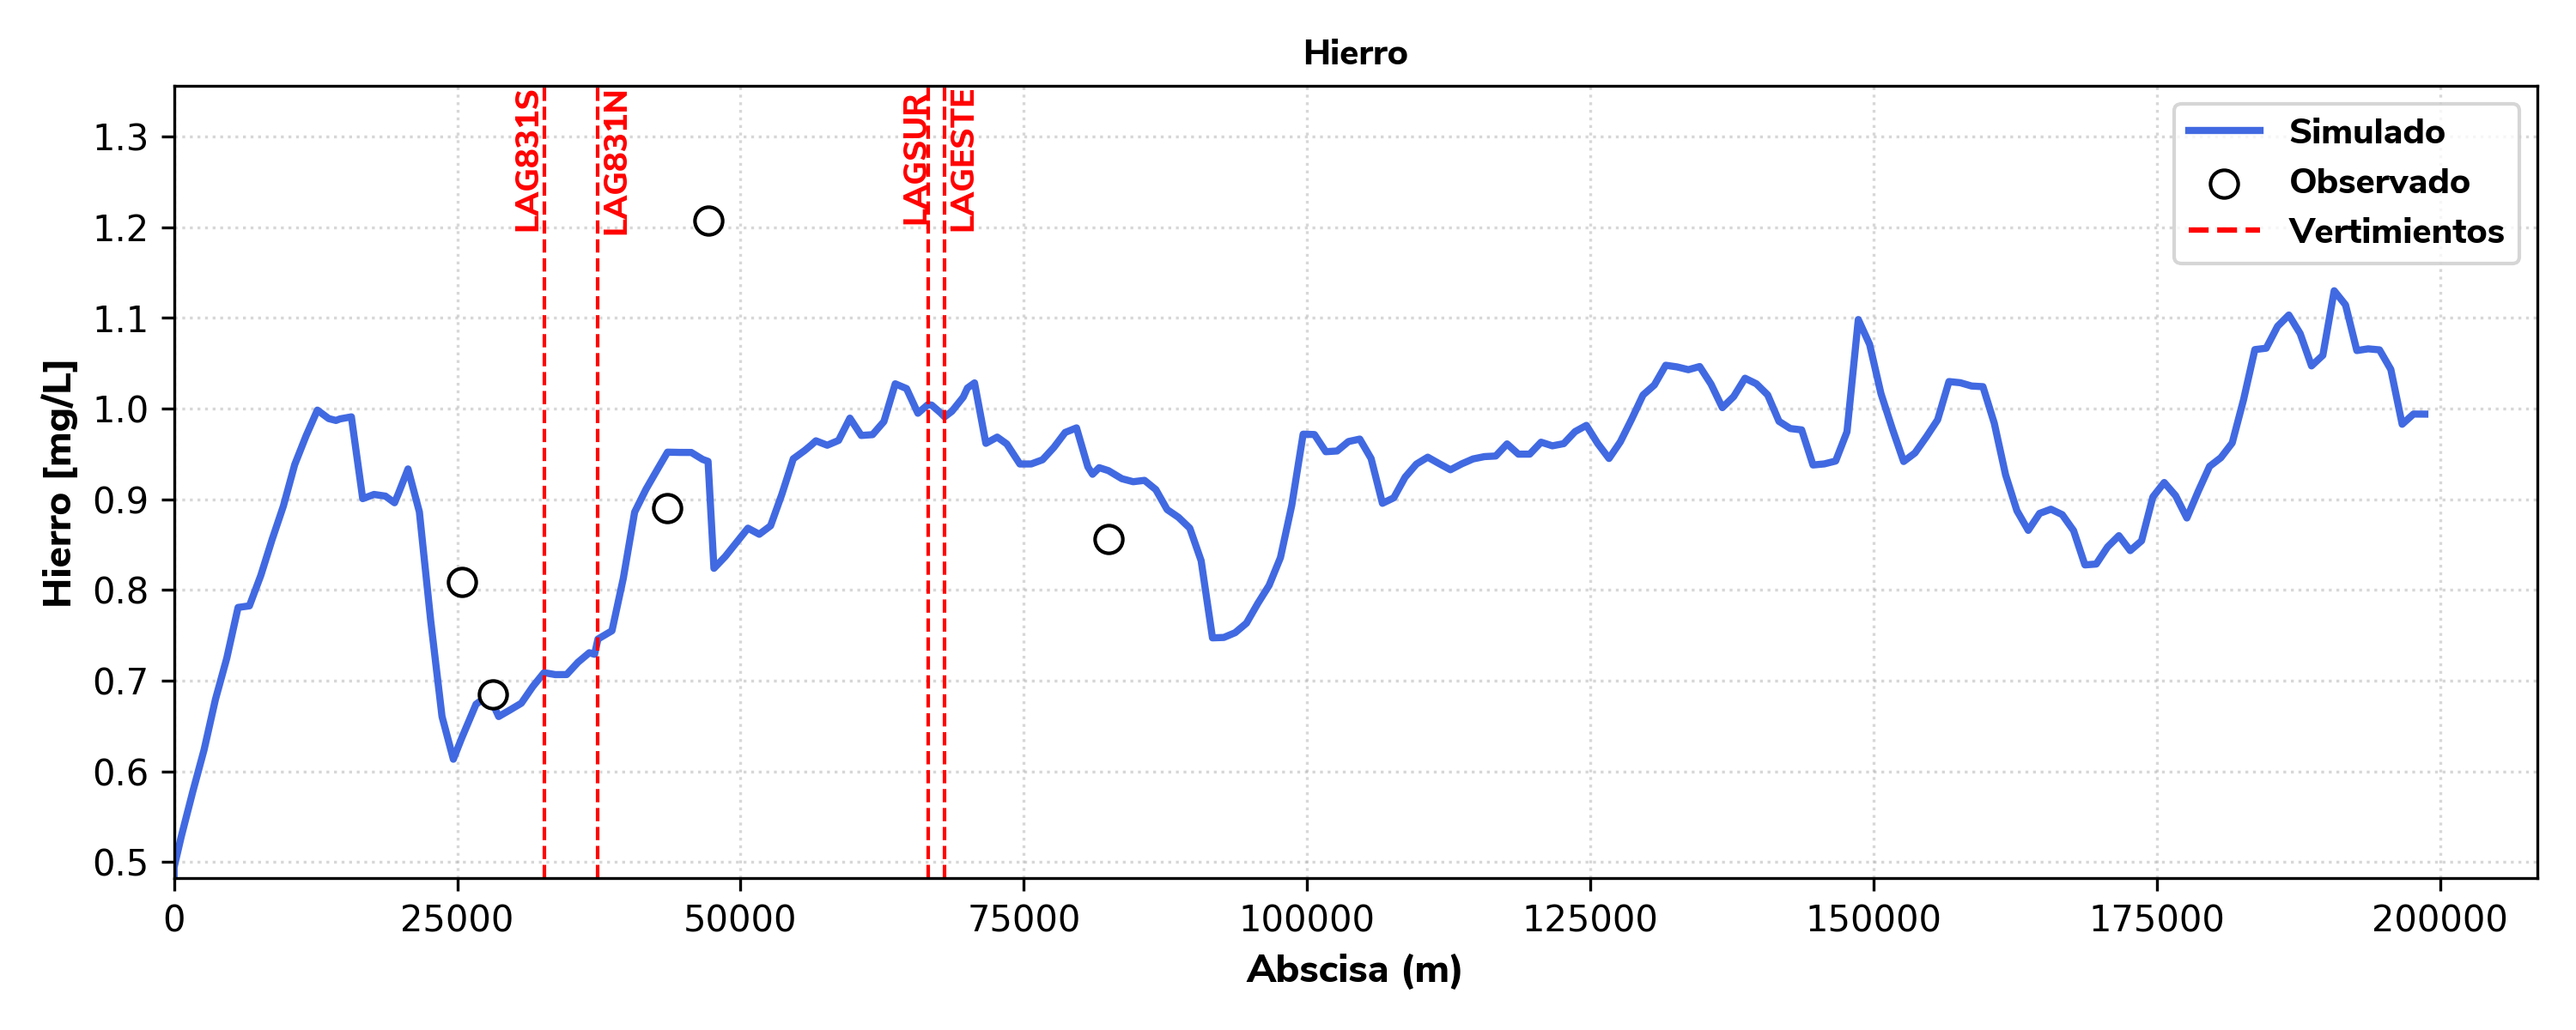 Hierro
LAG831S
LAG831N
LAGSUR
LAGESTE
Simulado
Observado
Vertimientos
1.3
1.2
1.1
1.0
0.9
0.8
0.7
0.6
0.5
Hierro [mg/L]
0 25000 50000 75000 100000 125000 150000 175000 200000
Abscisa (m)